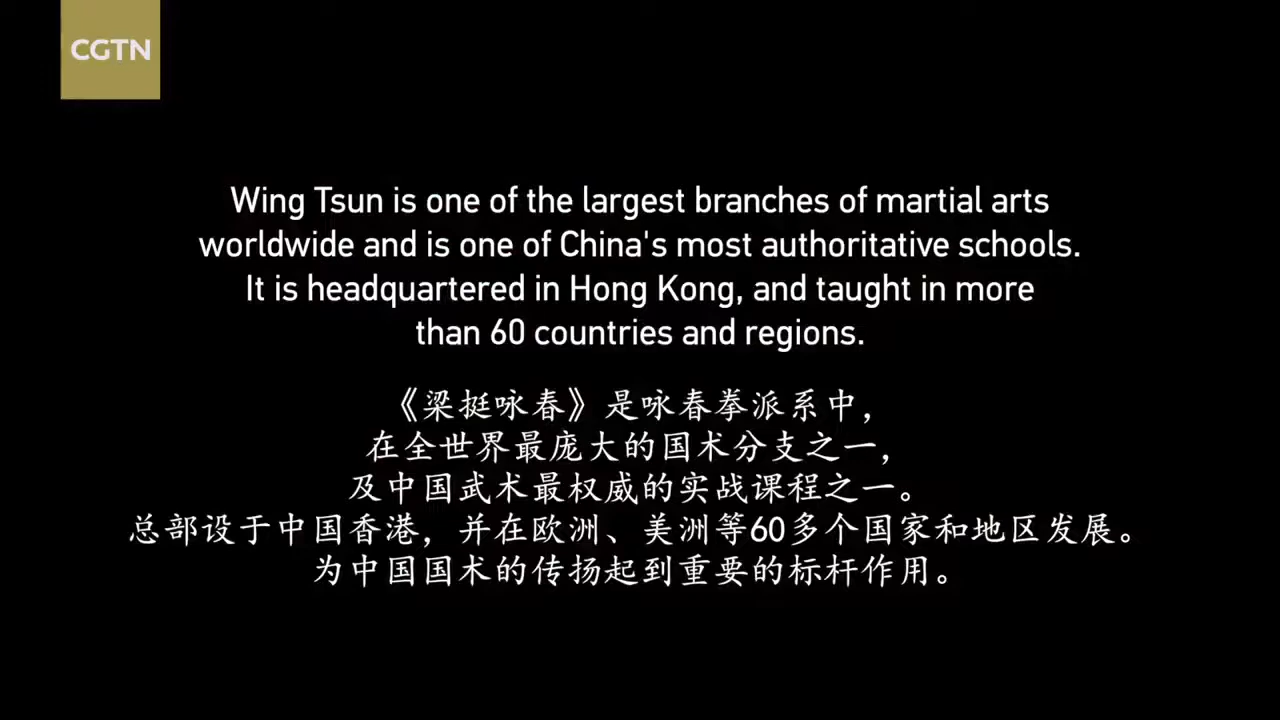 CGTN
Wing Tsun is one of the largest branches of martial arts
worldwide and is one of China's most authoritative schools.
It is headquartered in Hong Kong, and taught in more
than 60 countries and regions.
《梁挺咏春》是咏春拳派系中，
在全世界最庞大的国术分支之一，
及中国武术最权威的实战课程之一。
总部设于中国香港，并在欧洲、美洲等60多个国家和地区发展。
为中国国术的传扬起到重要的标杆作用。